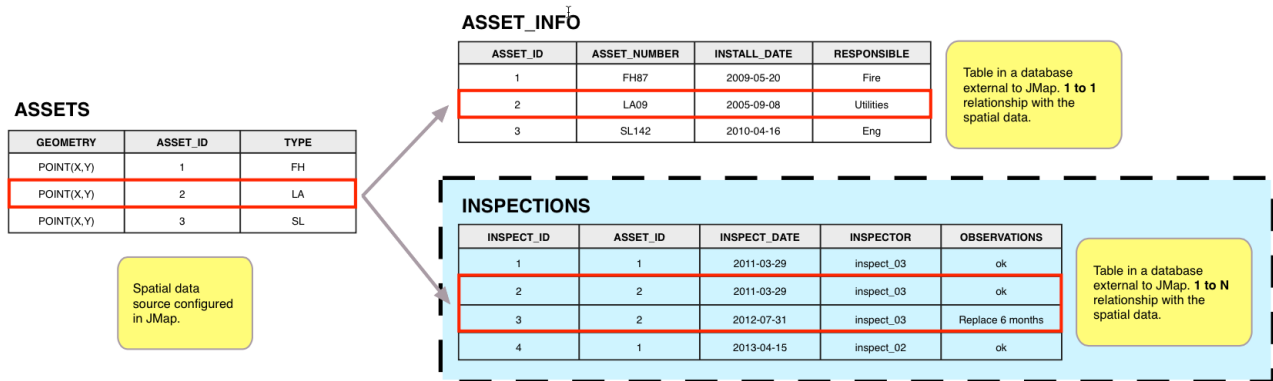 ASSET_INFO
ASSET_ID ASSET_NUMBER INSTALL_DATE RESPONSIBLE
1 FH87 2009-05-20 Fire
2 LA09 2005-09-08 Utilities
3 SL142 2010-04-16 Eng
Table in a database
external to JMap. 1 to 1
relationship with the
spatial data.
ASSETS
GEOMETRY ASSET_ID TYPE
POINT(X,Y) 1 FH
POINT(X,Y) 2 LA
POINT(X,Y) 3 SL
Spatial data
source configured
in JMap.
INSPECTIONS
INSPECT_ID ASSET_ID INSPECT_DATE INSPECTOR OBSERVATIONS
1 1 2011-03-29 inspect_03 ok
2 2 2011-03-29 inspect_03 ok
3 2 2012-07-31 inspect_03 Replace 6 months
4 1 2013-04-15 inspect_02 ok
Table in a database
external to JMap. 1 to N
relationship with the
spatial data.